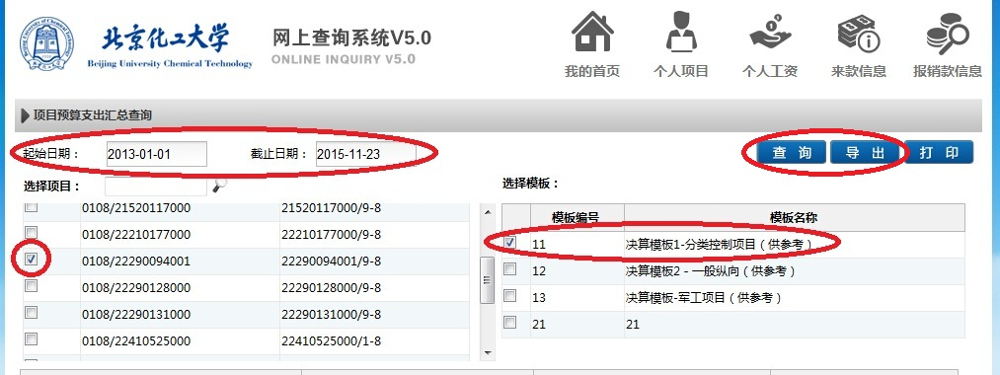 北京化工大学
Beijing University Chemical Technology
网上查询系统V5.0
ONLINE INQUIRY V5.0
我的首页
个人项目
个人工资
来款信息
报销款信息
项目预算支出汇总查询
起始日期： 2013-01-01 截止日期： 2015-11-23
查 询 导 出 打 印
选择项目：
0108/21520117000 21520117000/9-8
0108/22210177000 22210177000/9-8
0108/22290094001 22290094001/9-8
0108/22290128000 22290128000/9-8
0108/22290131000 22290131000/9-8
0108/22410525000 22410525000/1-8
选择模板：
模板编号 模板名称
11 决算模板1-分类控制项目（供参考）
12 决算模板2－一般纵向（供参考）
13 决算模板-军工项目（供参考）
21 21